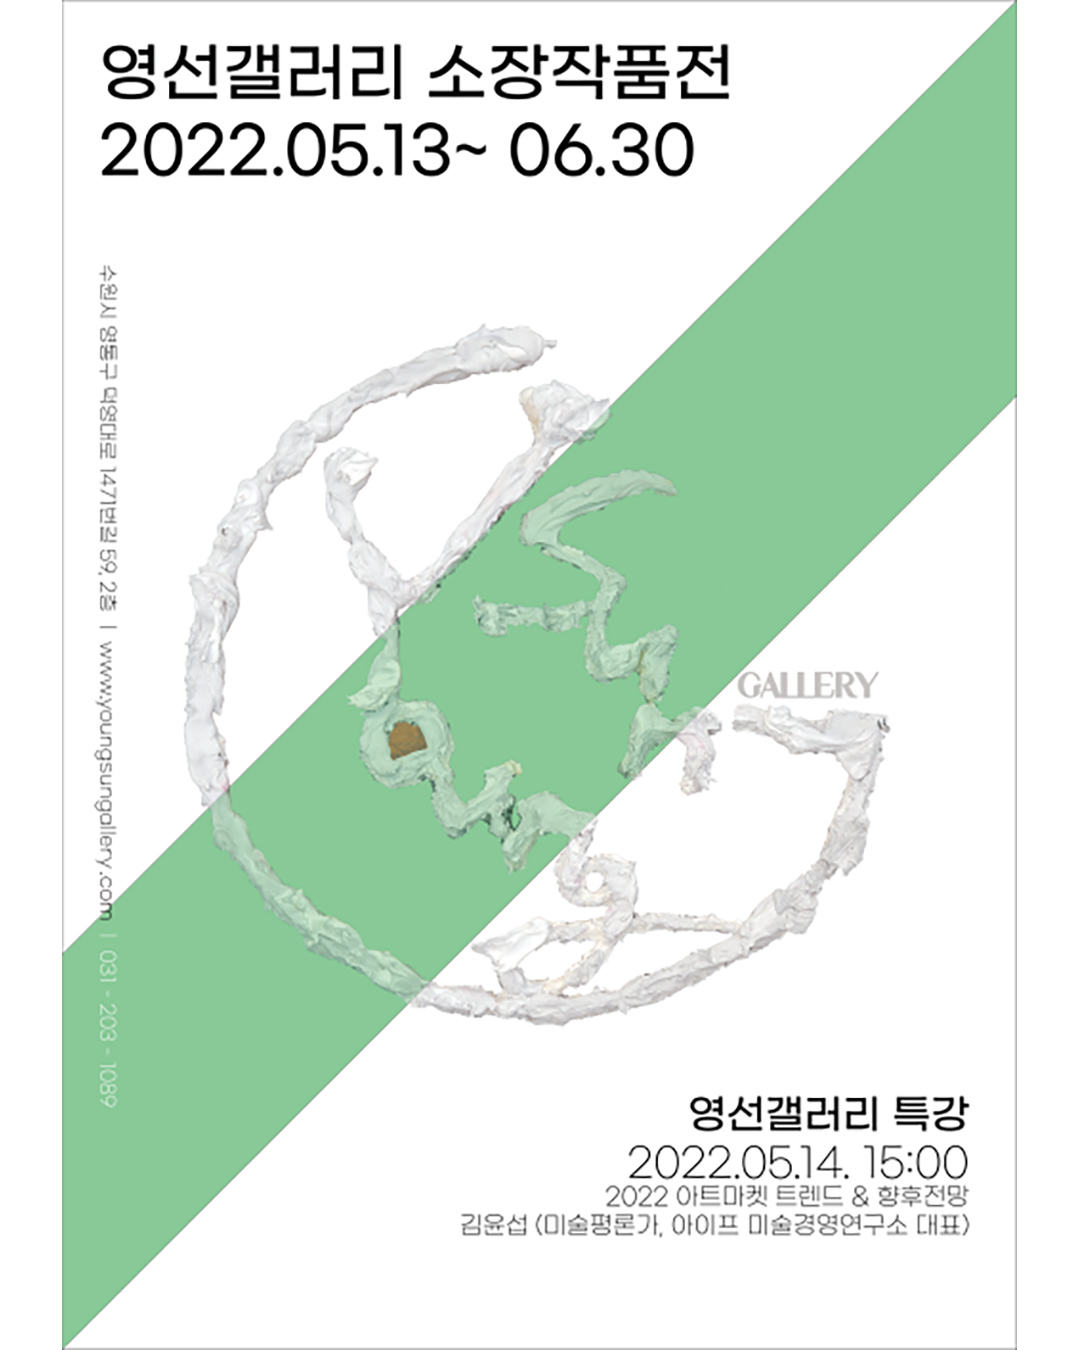 영선갤러리 소장작품전
2022.05.13~ 06.30
수원시 영통구 덕영대로 1471번길 59, 2층 | www.youngsungallery.com | 031 - 203 - 1089
GALLERY
영선갤러리 특강
2022.05.14. 15:00
2022 아트마켓 트렌드 & 향후전망
김윤섭 (미술평론가, 아이프 미술경영연구소 대표)